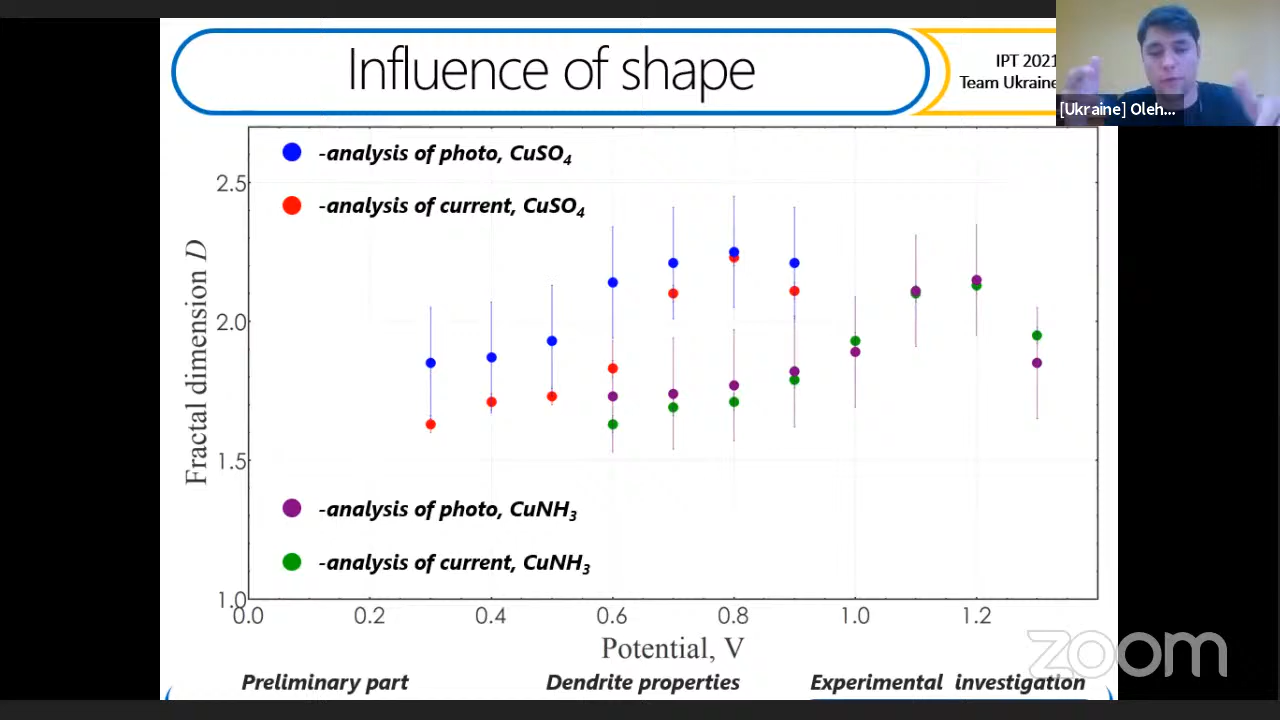 Influence of shape
IPT 2021
Team Ukraine
[Ukraine] Oleh...
-analysis of photo, CuSO4
-analysis of current, CuSO4
-analysis of photo, CuNH3
-analysis of current, CuNH3
Fractal dimension D
2.5
2.0
1.5
1.0
0.0 0.2 0.4 0.6 0.8 1.0 1.2
Potential, V
zoom
Preliminary part Dendrite properties Experimental investigation